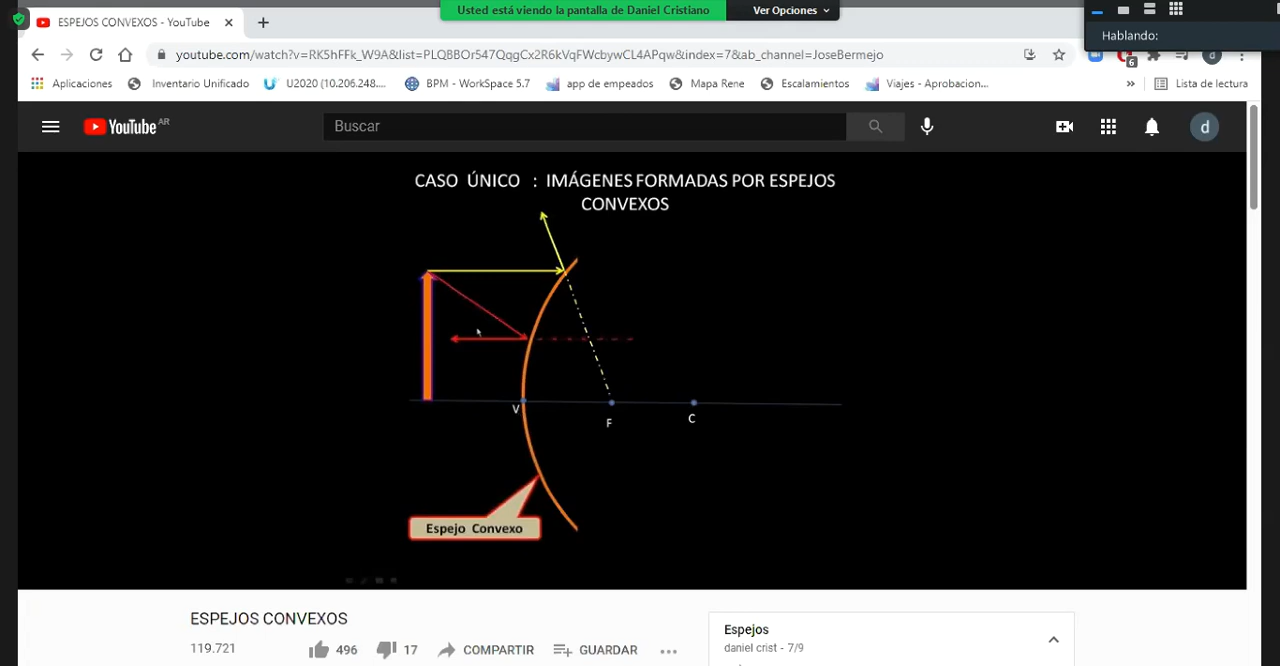 Usted está viendo la pantalla de Daniel Cristiano
Ver Opciones
ESPEJOS CONVEXOS - YouTube
Hablando:
youtube.com/watch?v=RK5hFFk_W9A&list=PLQBBOr547QggCx2R6kVqFWcbywCL4APqw&index=7&ab_channel=JoseBermejo
6
d
Aplicaciones
Inventario Unificado
U2020 (10.206.248....
BPM - WorkSpace 5.7
app de empeados
Mapa Rene
Escalamientos
Viajes - Aprobacion...
»
Lista de lectura
YouTube AR
Buscar
d
CASO ÚNICO : IMÁGENES FORMADAS POR ESPEJOS
CONVEXOS
V
F
C
Espejo Convexo
ESPEJOS CONVEXOS
119.721
496
17
COMPARTIR
GUARDAR
Espejos
daniel crist - 7/9